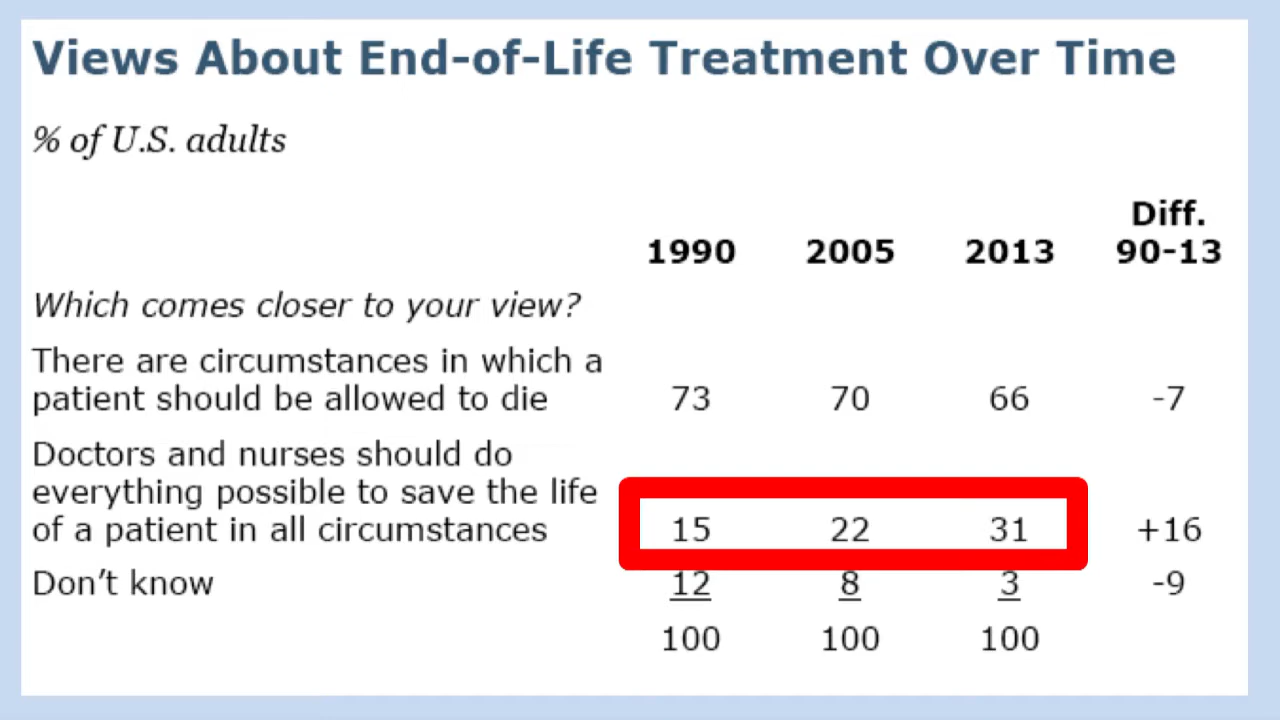 Views About End-of-Life Treatment Over Time
% of U.S. adults
Diff.
1990 2005 2013 90-13
Which comes closer to your view?
There are circumstances in which a
patient should be allowed to die 73 70 66 -7
Doctors and nurses should do
everything possible to save the life
of a patient in all circumstances 15 22 31 +16
Don’t know 12 8 3 -9
100 100 100